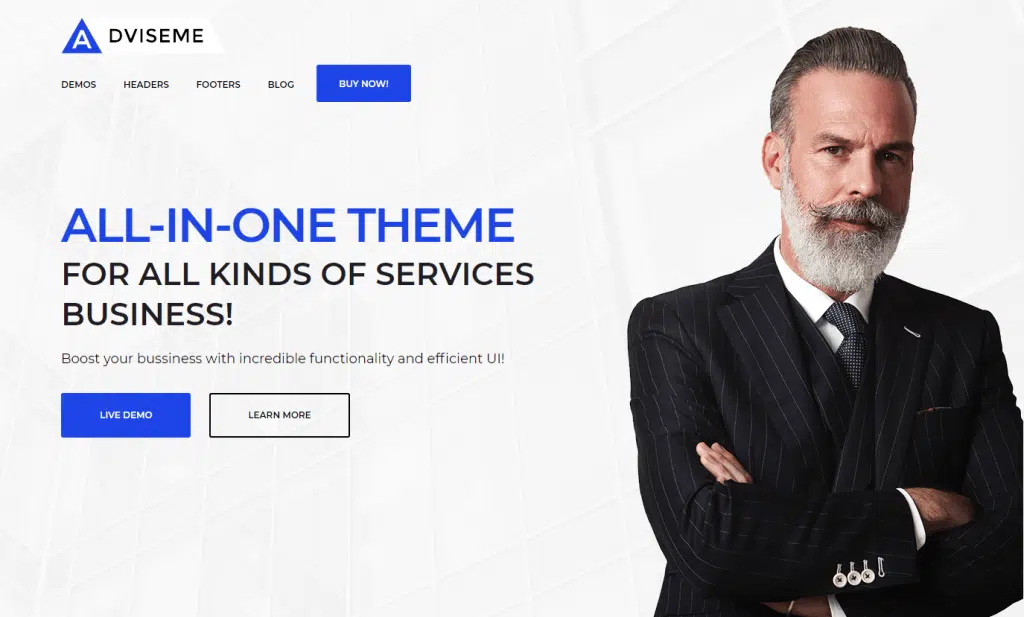 ADVISEME
DEMOS HEADERS FOOTERS BLOG BUY NOW!
ALL-IN-ONE THEME
FOR ALL KINDS OF SERVICES
BUSINESS!
Boost your bussiness with incredible functionality and efficient UI!
LIVE DEMO LEARN MORE